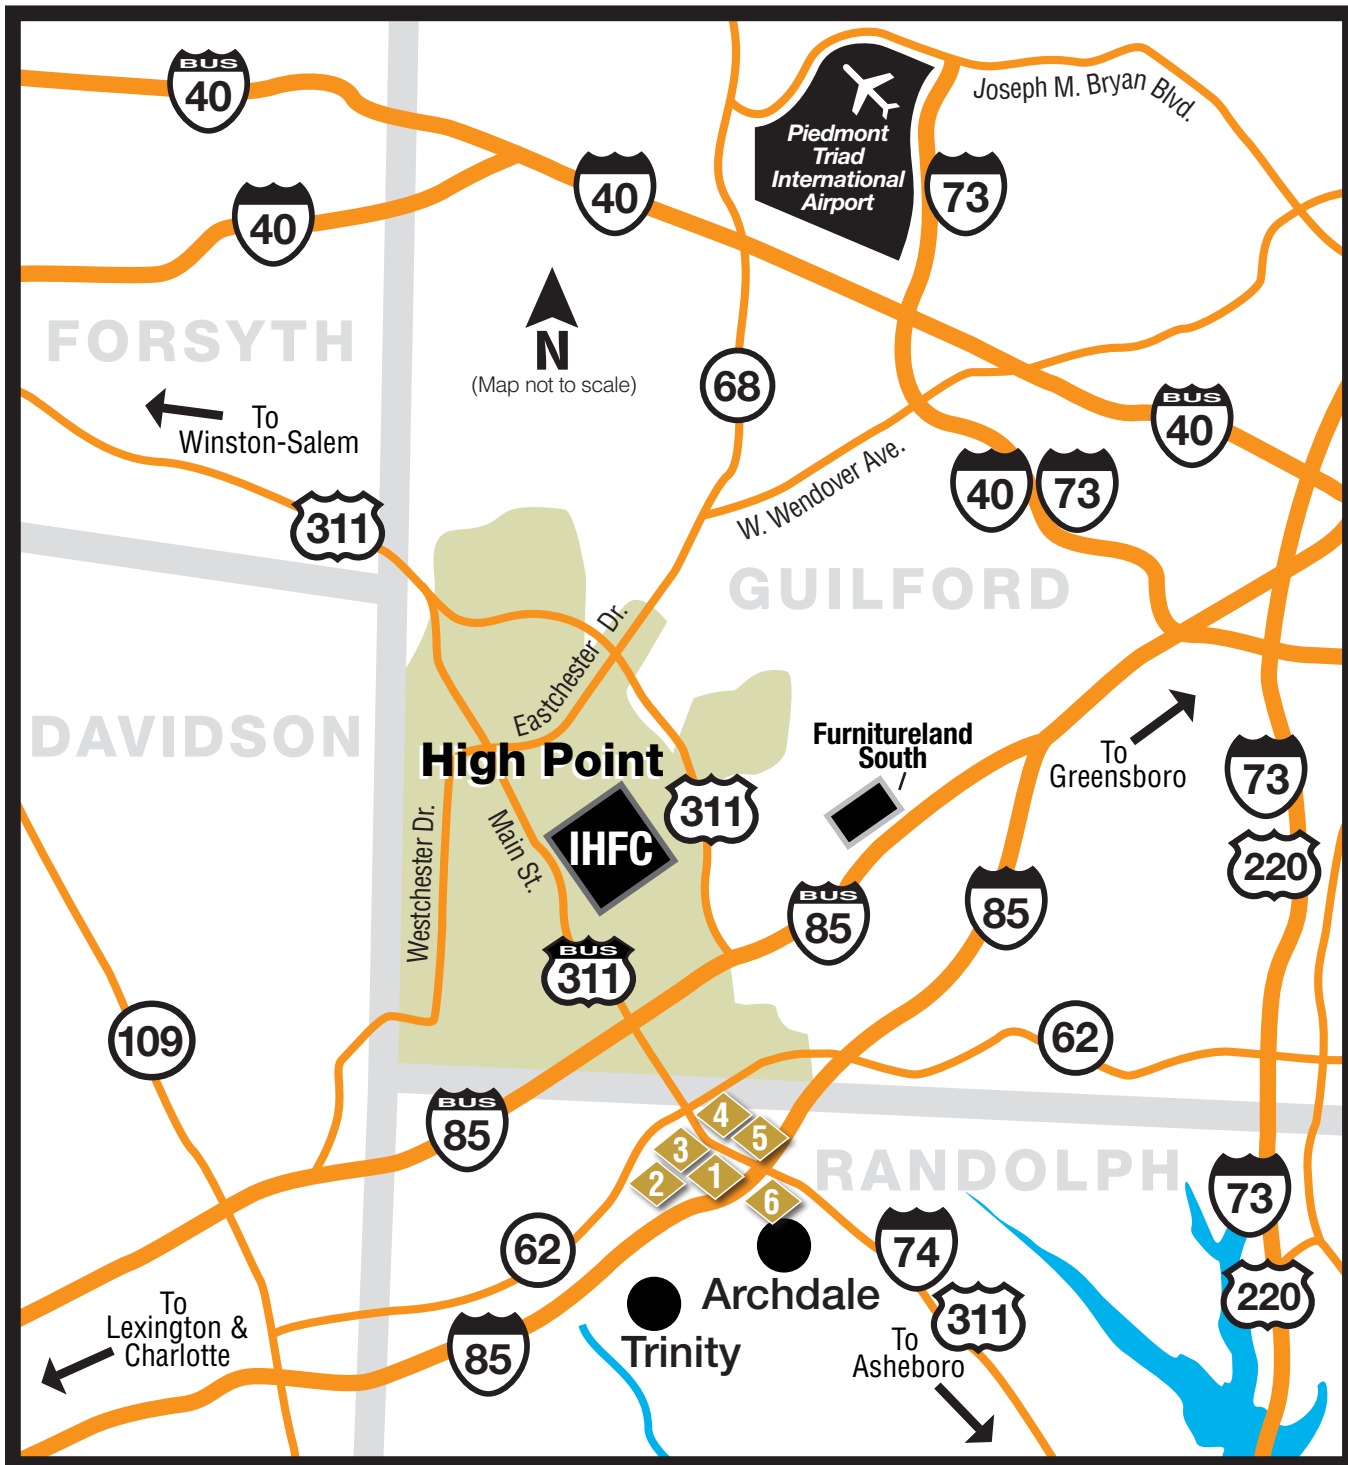 BUS
40
Joseph M. Bryan Blvd.
Piedmont
Triad
International
Airport
40
73
40
FORSYTH
N
(Map not to scale)
68
To
Winston-Salem
BUS
40
W. Wendover Ave.
40
73
311
GUILFORD
Eastchester Dr.
DAVIDSON
High Point
Furnitureland
South
To
Greensboro
73
311
Westchester Dr.
Main St.
IHFC
220
BUS
85
85
BUS
311
109
62
BUS
85
4
5
3
1
2
6
RANDOLPH
73
62
74
Archdale
220
311
To
Lexington &
Charlotte
85
Trinity
To
Asheboro